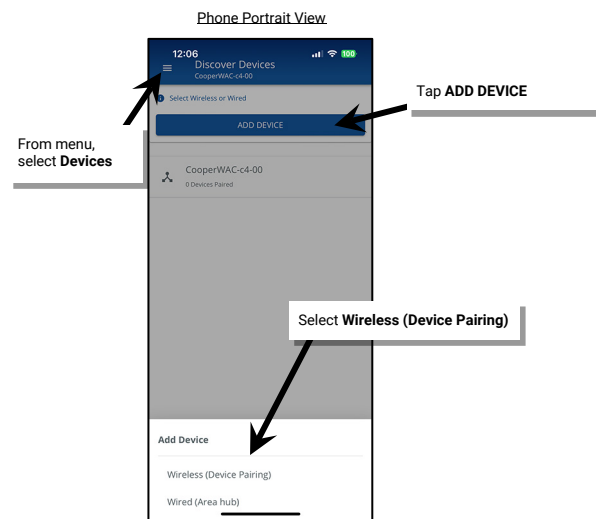 Phone Portrait View
12:06
100
Discover Devices
CooperWAC-c4-00
Select Wireless or Wired
Tap ADD DEVICE
ADD DEVICE
From menu,
select Devices
CooperWAC-c4-00
0 Devices Paired
Select Wireless (Device Pairing)
Add Device
Wireless (Device Pairing)
Wired (Area hub)